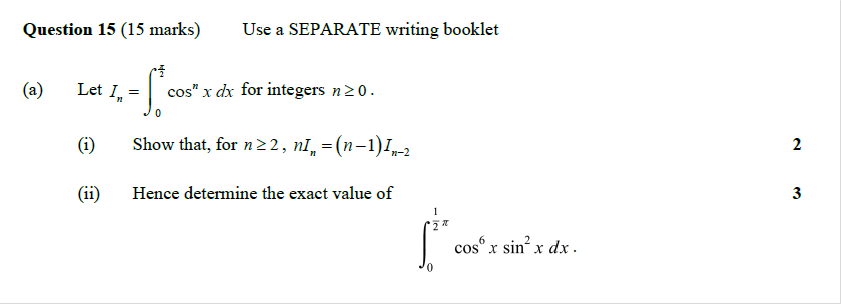 Question 15 (15 marks) Use a SEPARATE writing booklet
(a) Let $I_n = \int_0^{\frac{\pi}{2}} \cos^n x \, dx$ for integers $n \geq 0$.
(i) Show that, for $n \geq 2$, $nI_n = (n-1)I_{n-2}$ 2
(ii) Hence determine the exact value of 3
$\int_0^{\frac{1}{2}\pi} \cos^6 x \sin^2 x \, dx$.